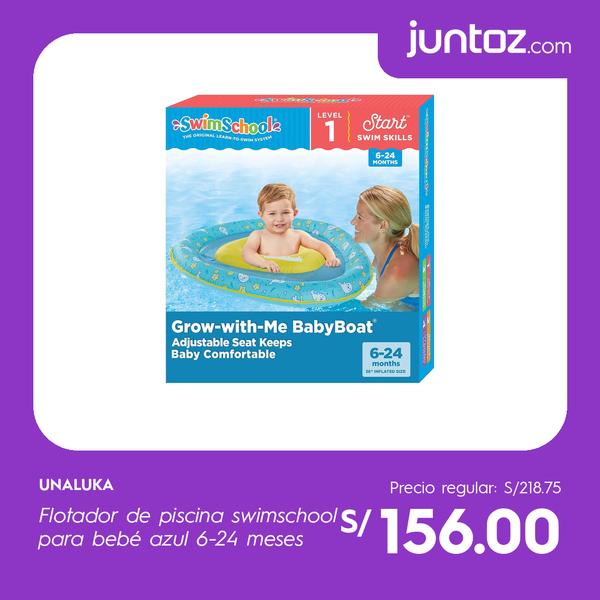 juntoz.com
SwimSchool
THE ORIGINAL LEARN-TO-SWIM SYSTEM
LEVEL
1
Start™
SWIM SKILLS
6-24
MONTHS
Grow-with-Me BabyBoat®
Adjustable Seat Keeps
Baby Comfortable
6-24
months
UNALUKA
Precio regular: S/218.75
Flotador de piscina swimschool
para bebé azul 6-24 meses
S/ 156.00